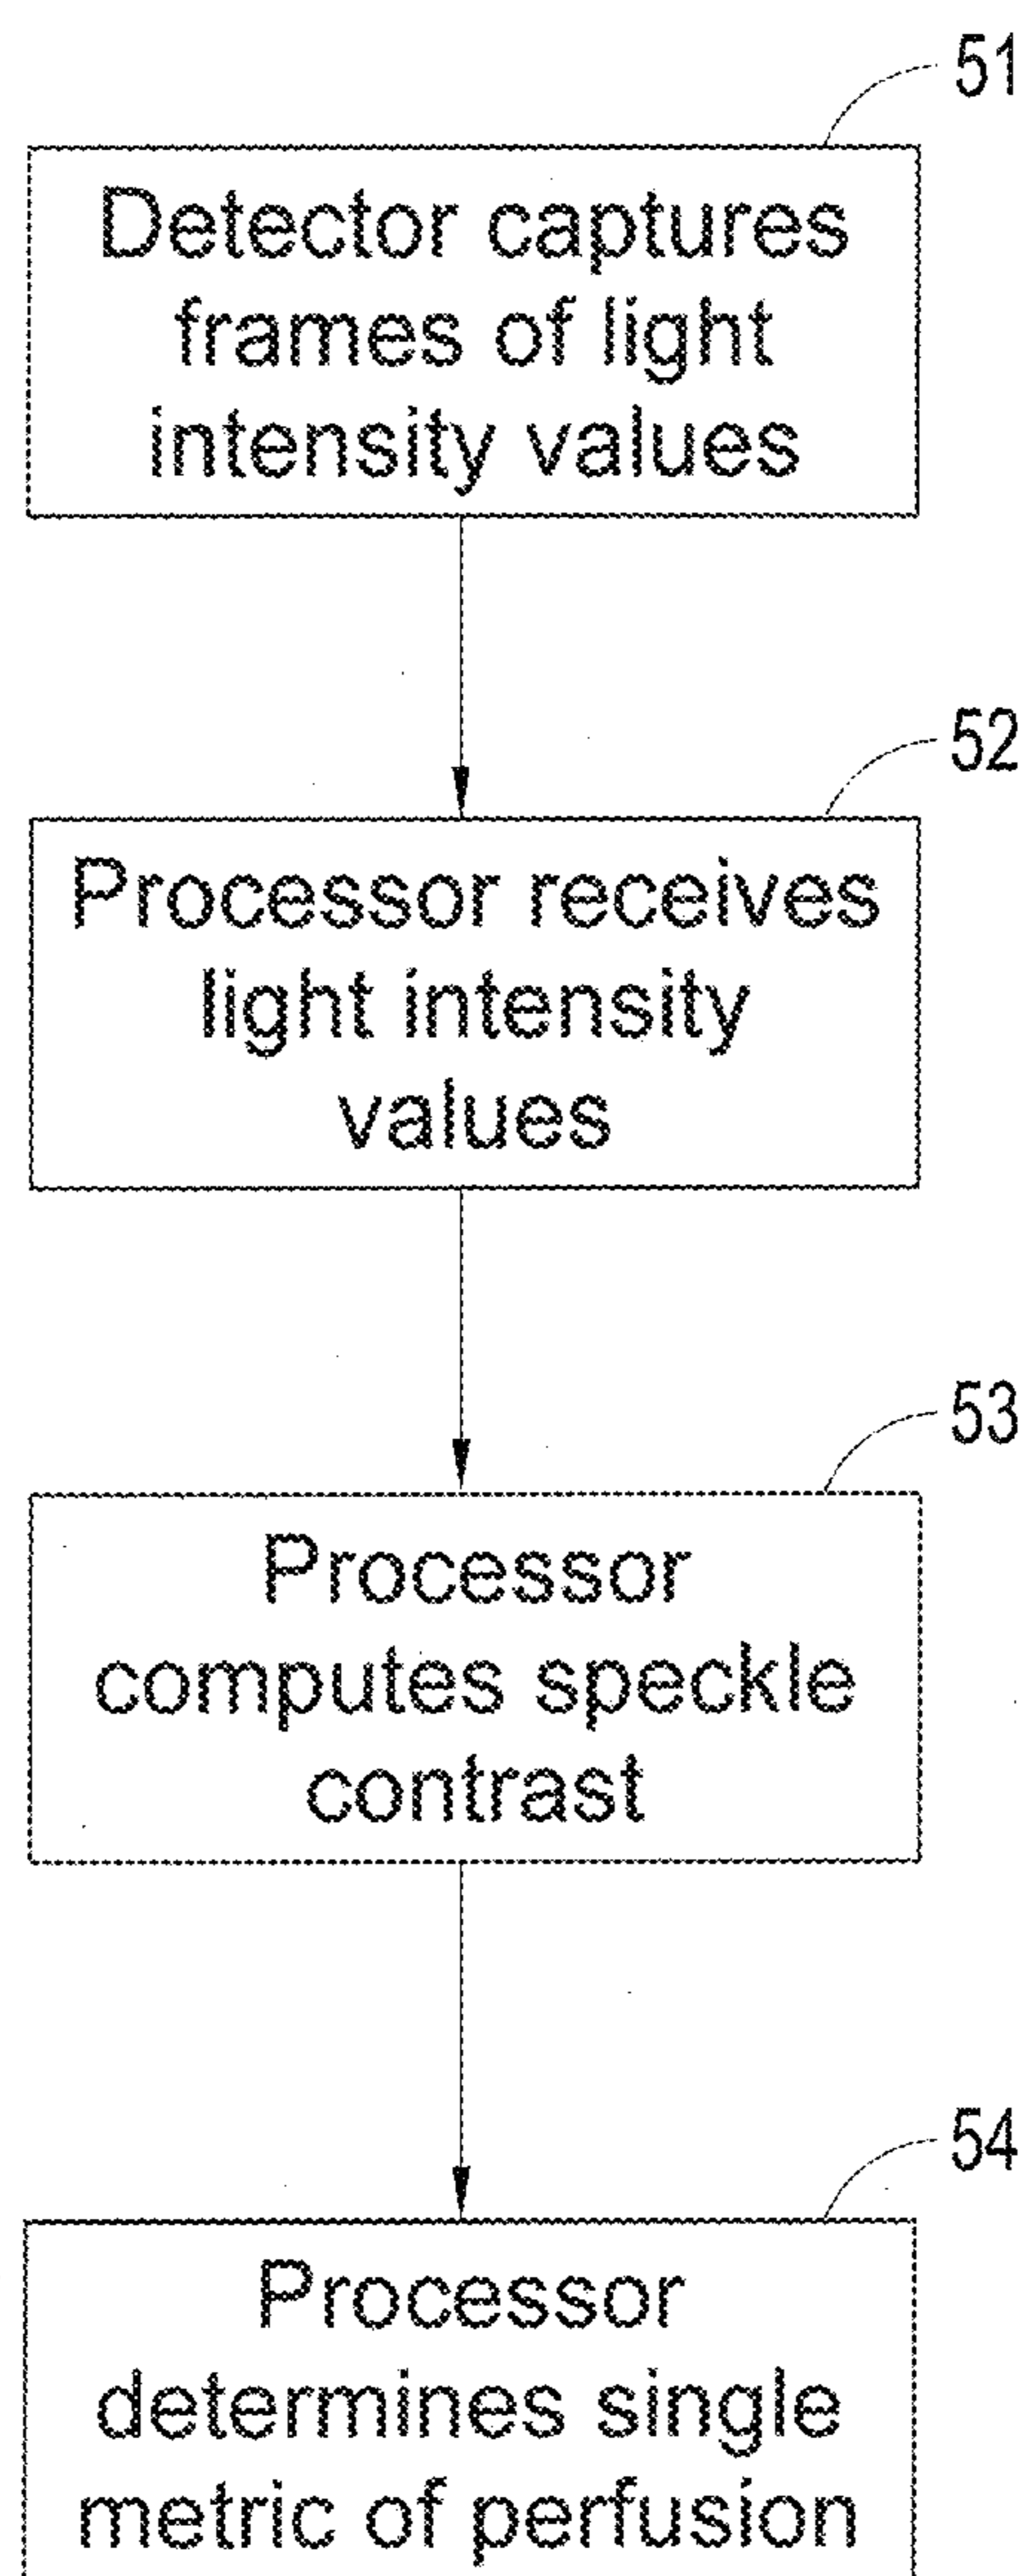 51
Detector captures
frames of light
intensity values
52
Processor receives
light intensity
values
53
Processor
computes speckle
contrast
54
Processor
determines single
metric of perfusion